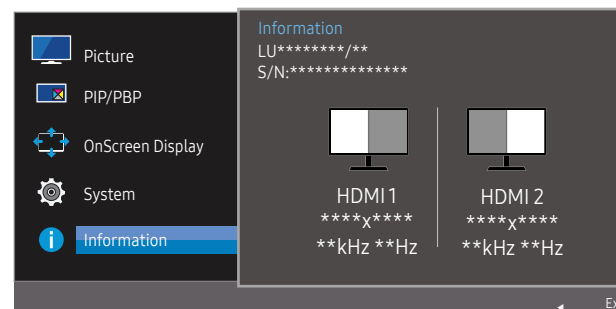 Picture
PIP/PBP
OnScreen Display
System
Information
Information
LU********/**
S/N:**************
HDMI 1
****x****
**kHz **Hz
HDMI 2
****x****
**kHz **Hz